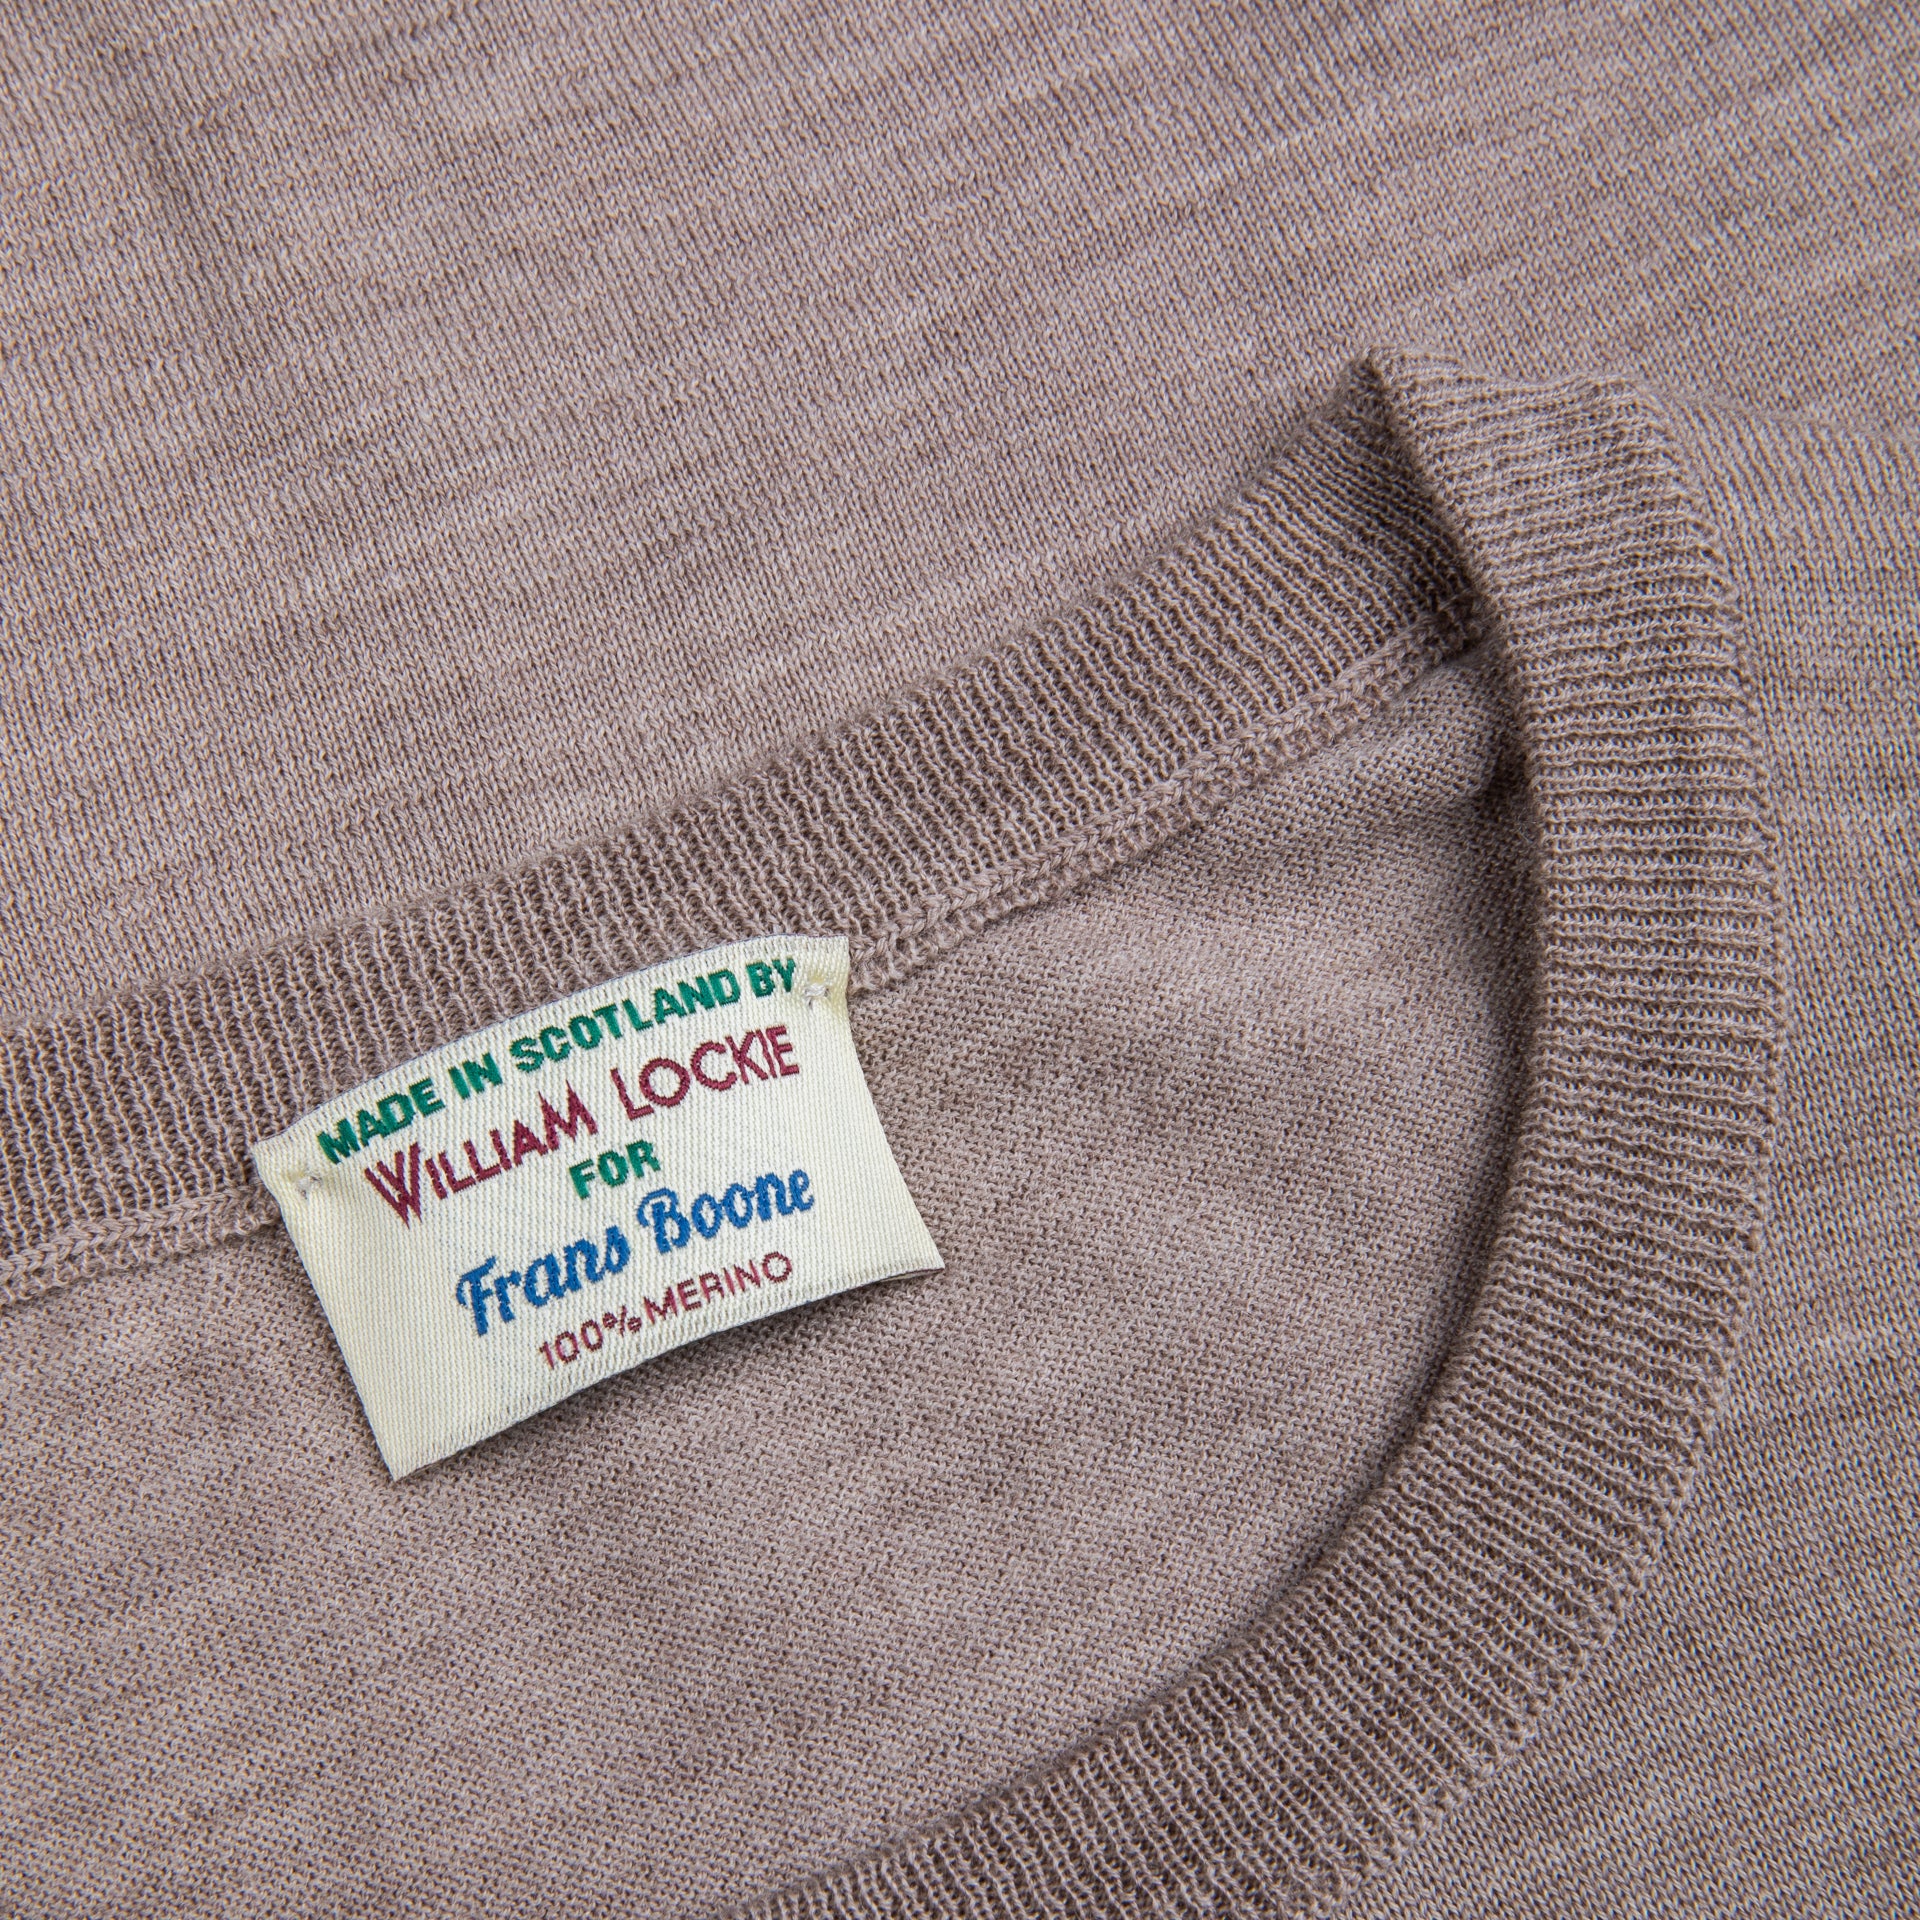 MADE IN SCOTLAND BY
WILLIAM LOCKIE
FOR
Frans Boone
100% MERINO